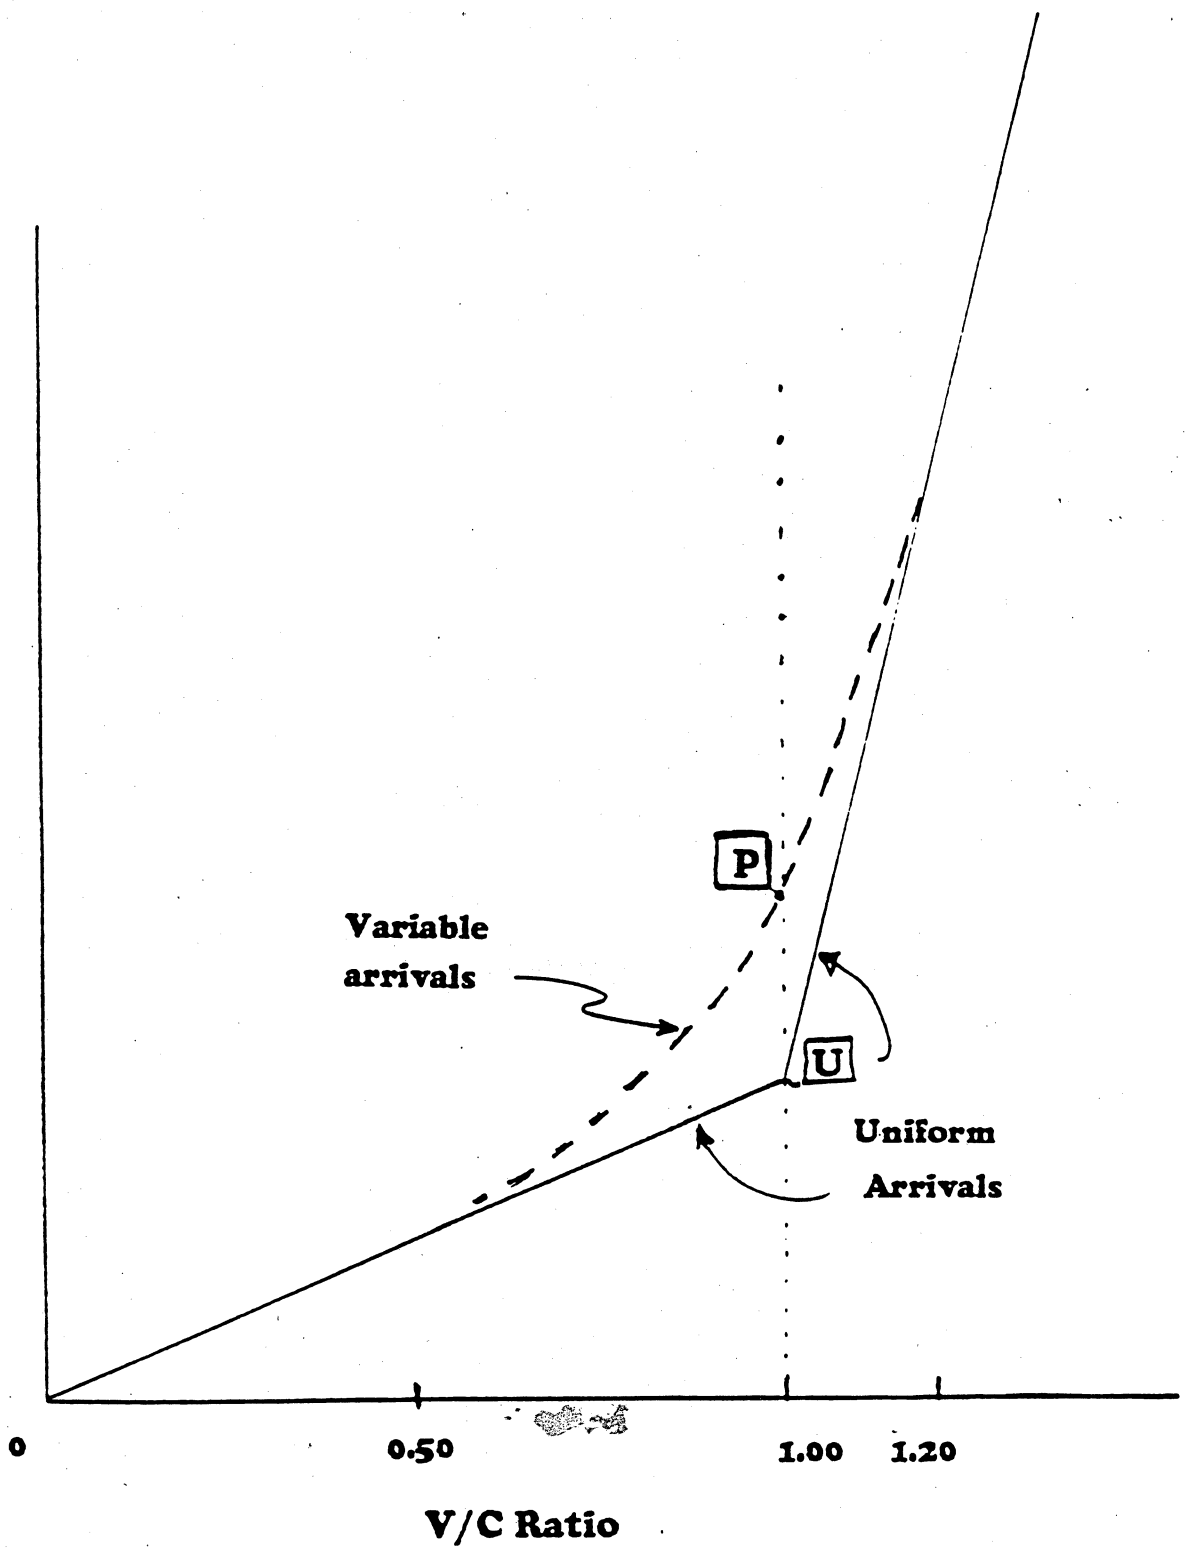 P
Variable
arrivals
U
Uniform
Arrivals
0
0.50
1.00
1.20
V/C Ratio